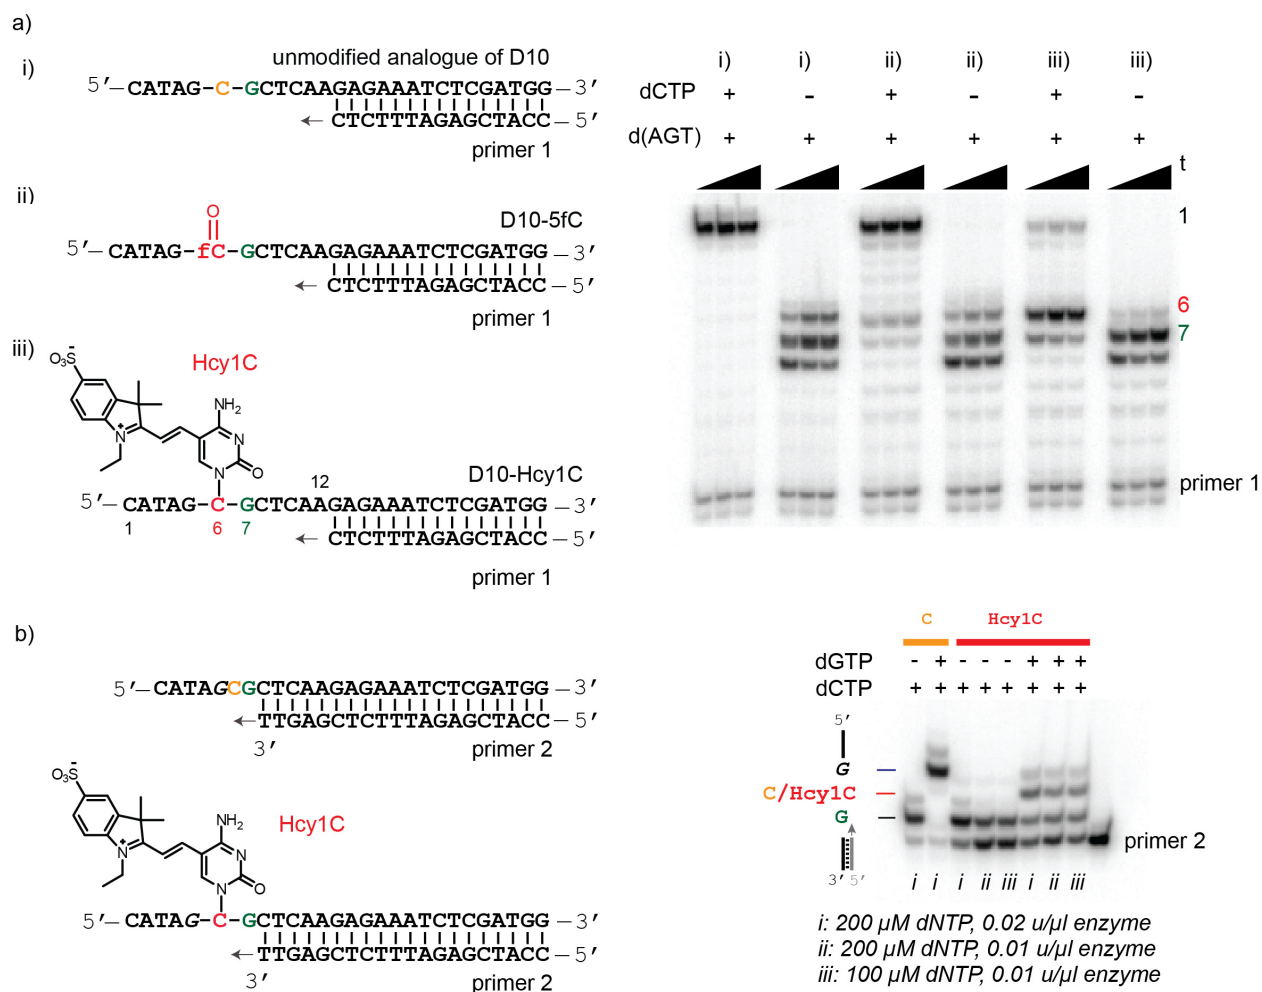 a)
i)
unmodified analogue of D10
5′–CATAG–C–GCTCAAGAGAAATCTCGATGG–3′
←CTCTTTAGAGCTACC–5′
primer 1
ii)
D10-5fC
O
5′–CATAG–fC–GCTCAAGAGAAATCTCGATGG–3′
←CTCTTTAGAGCTACC–5′
primer 1
iii)
Hcy1C
O₃S⁻
NH₂
N⁺
N
N
O
D10-Hcy1C
12
5′–CATAG–C–GCTCAAGAGAAATCTCGATGG–3′
1 6 7
←CTCTTTAGAGCTACC–5′
primer 1
i) i) ii) ii) iii) iii)
dCTP + - + - + -
d(AGT) + + + + + +
t
1
6
7
primer 1
b)
5′–CATAGCGCTCAAGAGAAATCTCGATGG–3′
←TTGAGCTCTTTAGAGCTACC–5′
3′ primer 2
O₃S⁻
Hcy1C
NH₂
N⁺
N
N
O
5′–CATAG–C–GCTCAAGAGAAATCTCGATGG–3′
←TTGAGCTCTTTAGAGCTACC–5′
3′ primer 2
C Hcy1C
dGTP - + - - - + + +
dCTP + + + + + + + +
5′
G
C/Hcy1C
G
primer 2
3′ 5′
i i i ii iii i ii iii
i: 200 µM dNTP, 0.02 u/µl enzyme
ii: 200 µM dNTP, 0.01 u/µl enzyme
iii: 100 µM dNTP, 0.01 u/µl enzyme